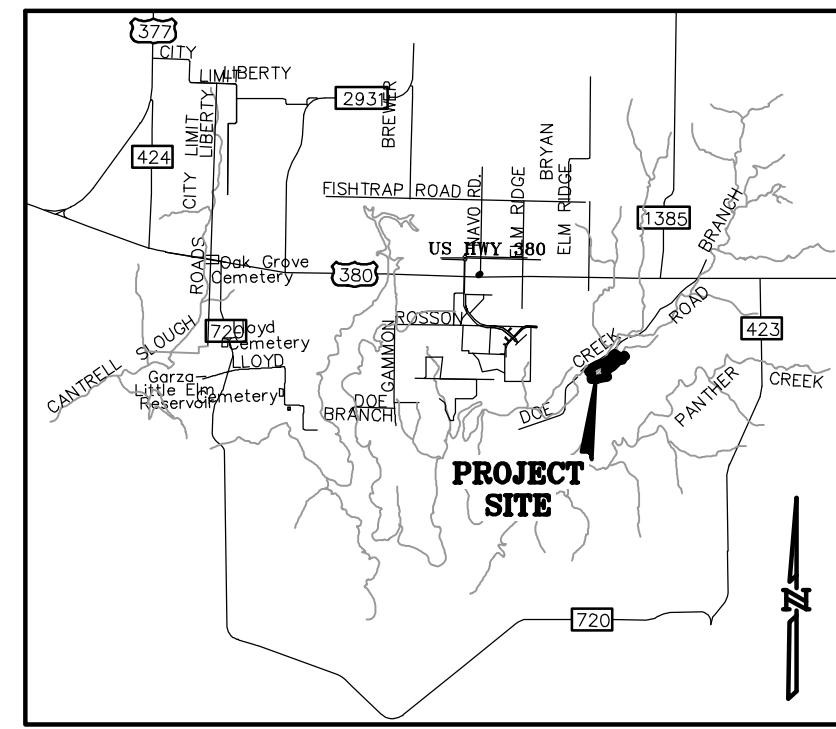 377
CITY
LIMIT
LIBERTY
2931
BREWER
CITY LIMIT
LIBERTY
424
BRYAN
FISHTRAP ROAD
NAVO RD.
ELM RIDGE
ELM RIDGE
1385
BRANCH
ROADS
US HWY 380
Oak Grove
Cemetery
380
ROAD
ROSSON
720
Lloyd
Cemetery
423
CANTRELL SLOUGH
LLOYD
GAMMON
CREEK
Garza
Little Elm
Reservoir
Cemetery
DOE
BRANCH
DOE
PANTHER
CREEK
PROJECT
SITE
N
720